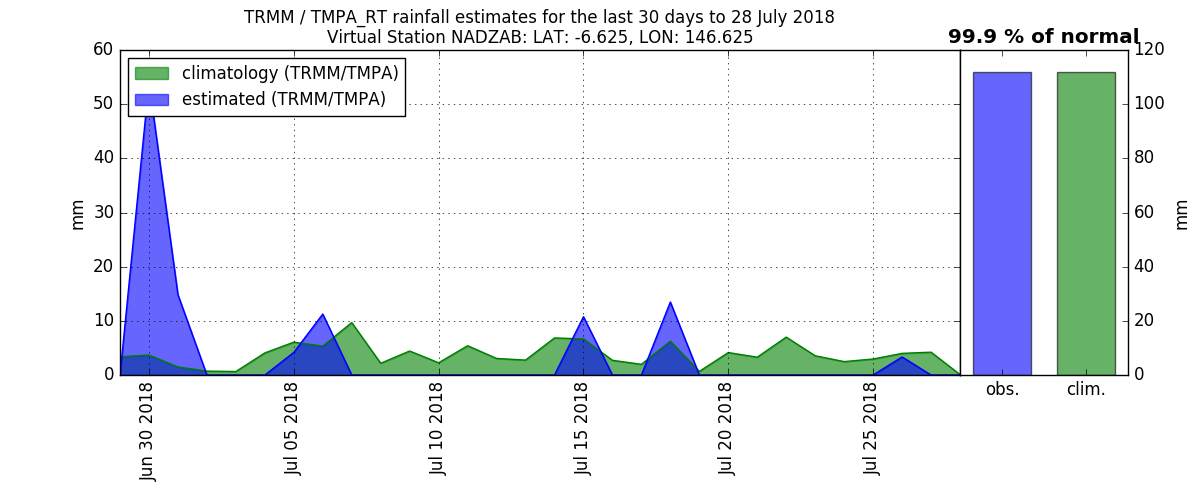 TRMM / TMPA_RT rainfall estimates for the last 30 days to 28 July 2018
Virtual Station NADZAB: LAT: -6.625, LON: 146.625
99.9 % of normal
climatology (TRMM/TMPA)
estimated (TRMM/TMPA)
60
50
40
30
20
10
0
mm
120
100
80
60
40
20
0
mm
Jun 30 2018
Jul 05 2018
Jul 10 2018
Jul 15 2018
Jul 20 2018
Jul 25 2018
obs.
clim.